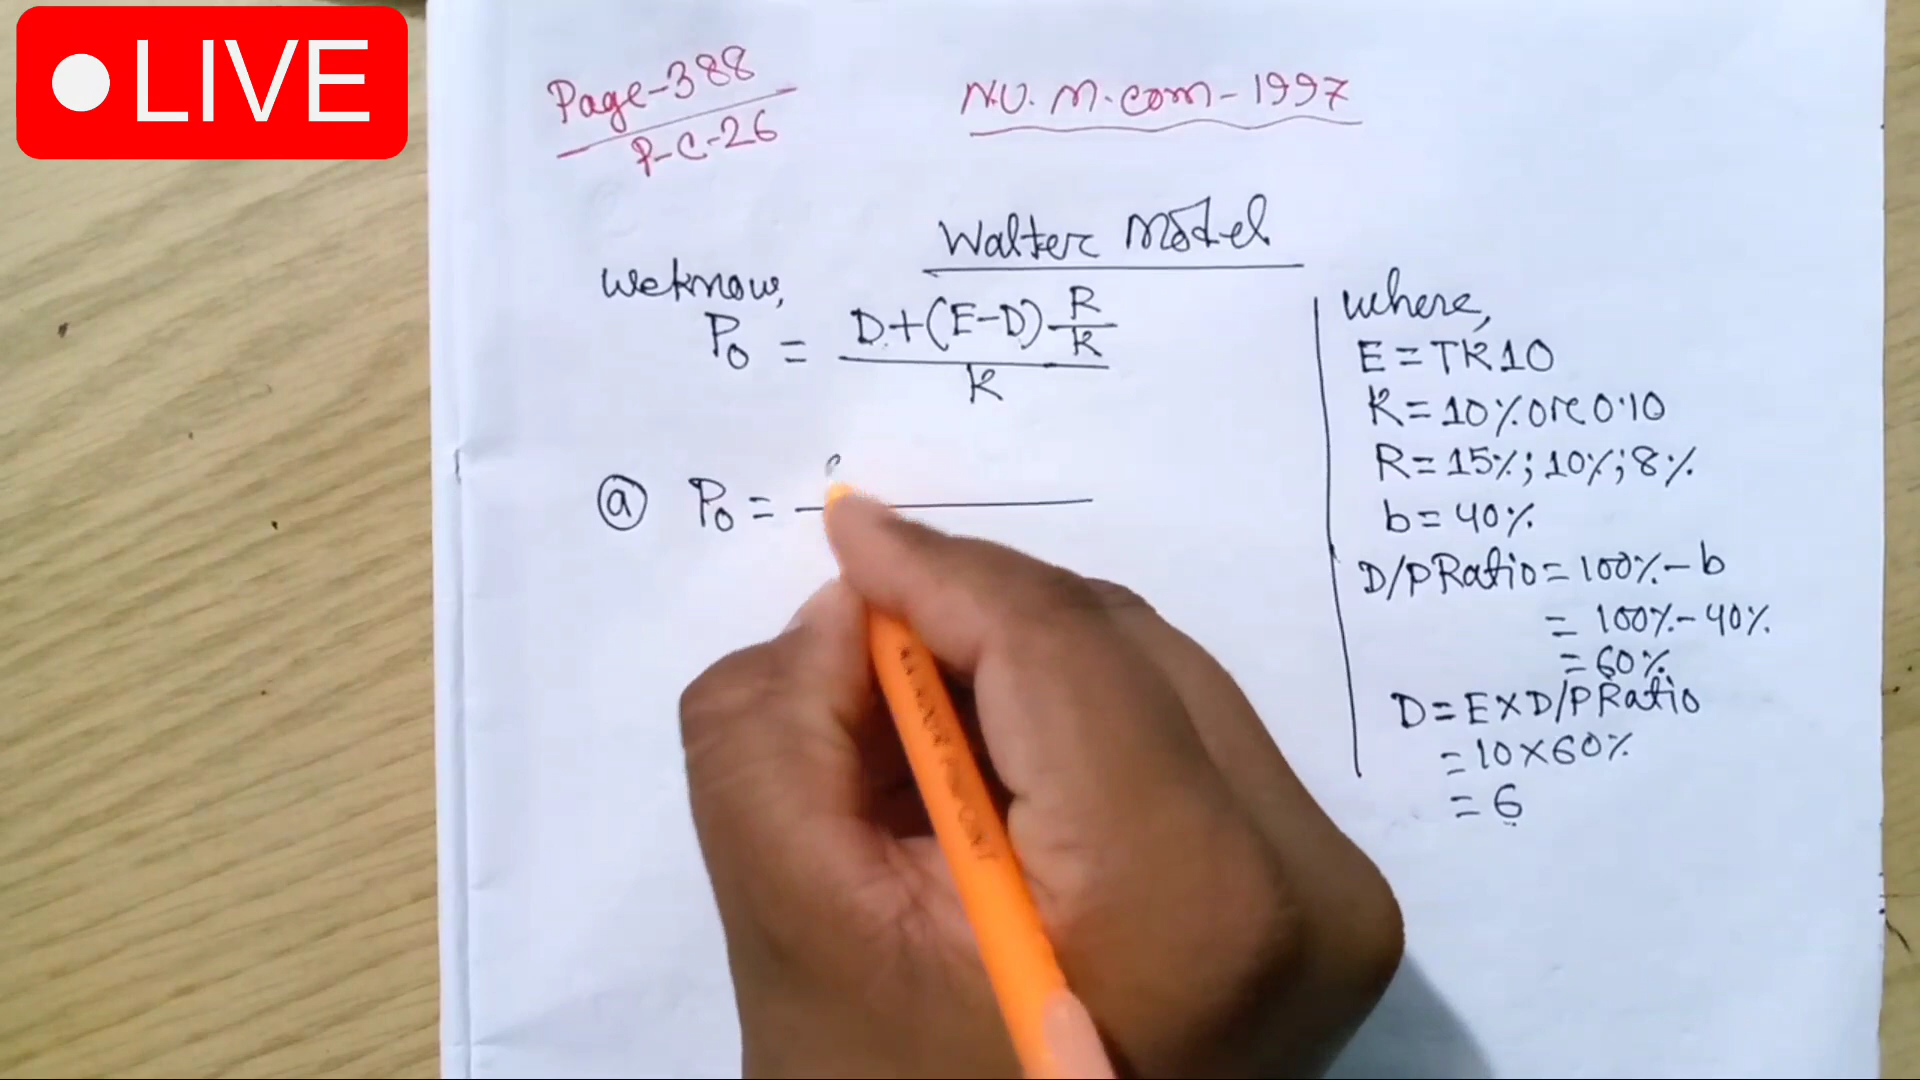 LIVE
Page-388
P-C-26
N.U. M.com-1997
Walter Model
We know,
P₀ = D+(E-D) R/K
K
ⓐ P₀ =
where,
E = TK10
K = 10% or 0.10
R = 15%; 10%; 8%
b = 40%
D/P Ratio = 100% - b
= 100% - 40%
= 60%
D = E X D/P Ratio
= 10 X 60%
= 6